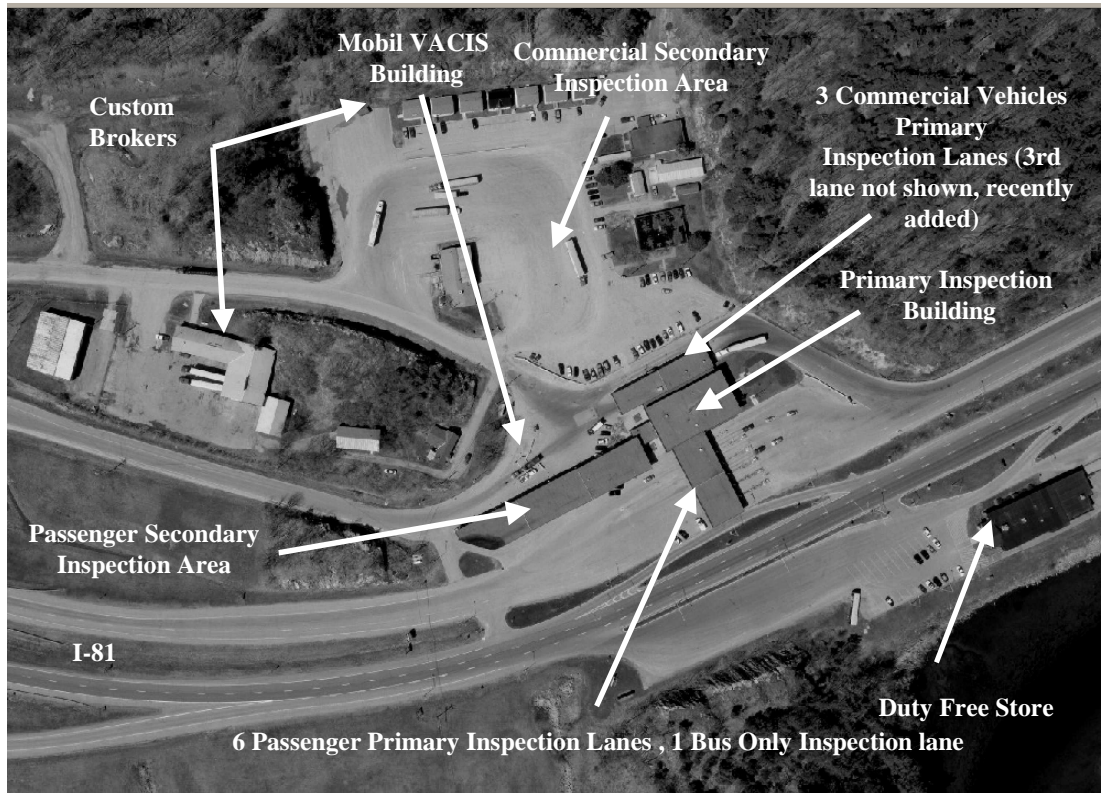 Mobil VACIS
Building
Commercial Secondary
Inspection Area
3 Commercial Vehicles
Primary
Inspection Lanes (3rd
lane not shown, recently
added)
Custom
Brokers
Primary Inspection
Building
Passenger Secondary
Inspection Area
I-81
Duty Free Store
6 Passenger Primary Inspection Lanes , 1 Bus Only Inspection lane